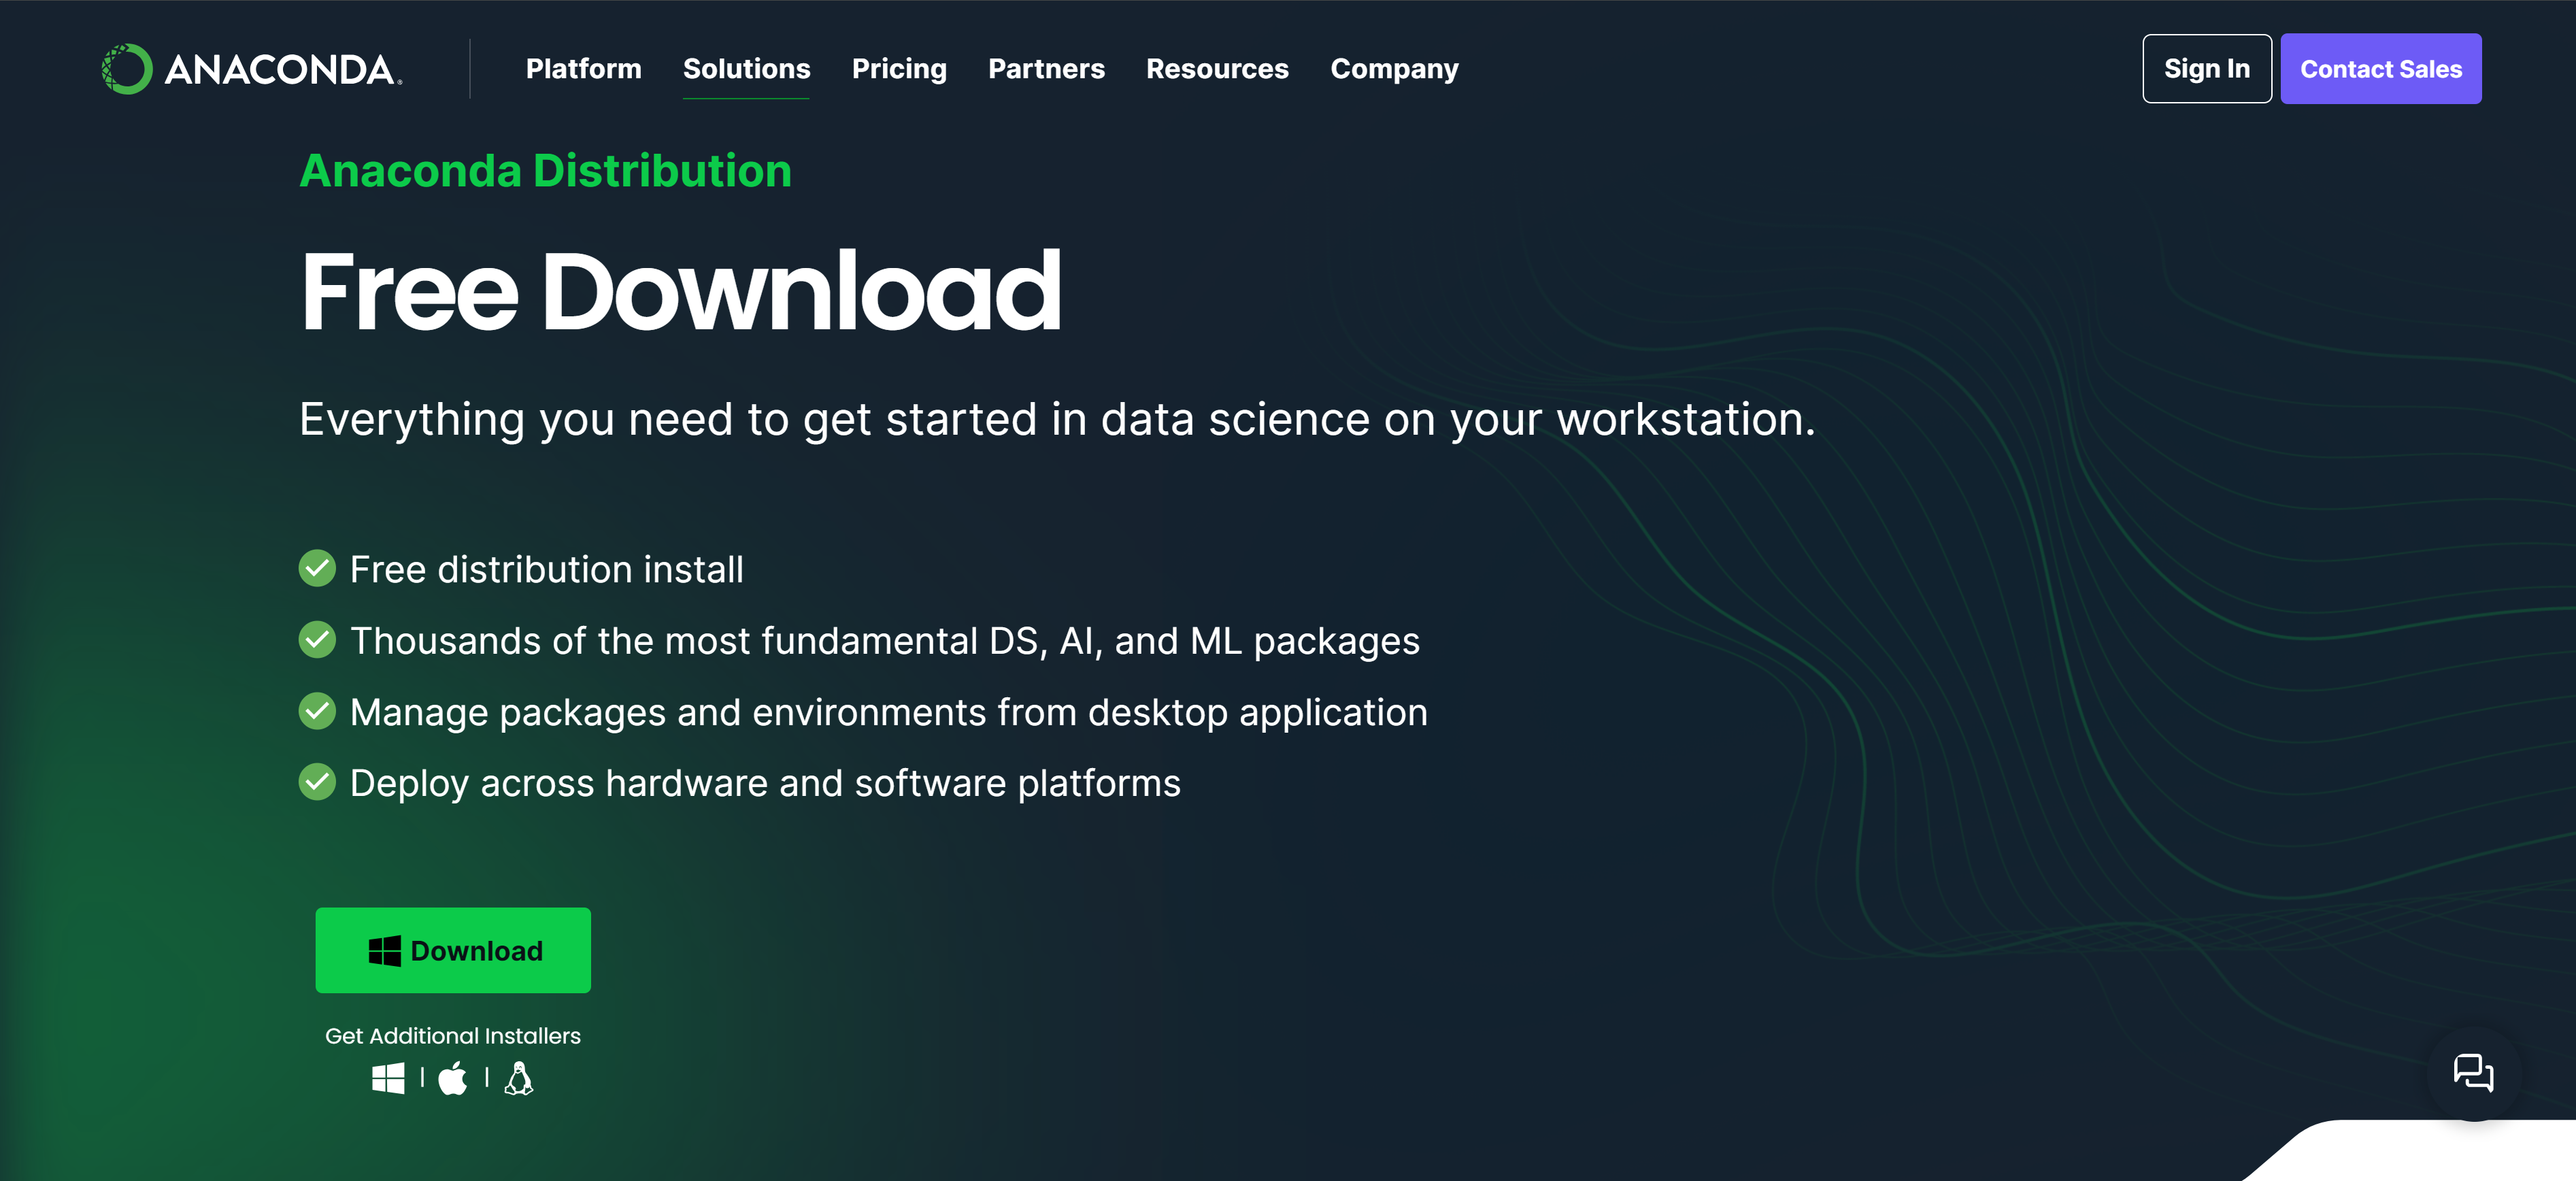 ANACONDA®
Platform Solutions Pricing Partners Resources Company
Sign In
Contact Sales
Anaconda Distribution
Free Download
Everything you need to get started in data science on your workstation.
Free distribution install
Thousands of the most fundamental DS, AI, and ML packages
Manage packages and environments from desktop application
Deploy across hardware and software platforms
Download
Get Additional Installers